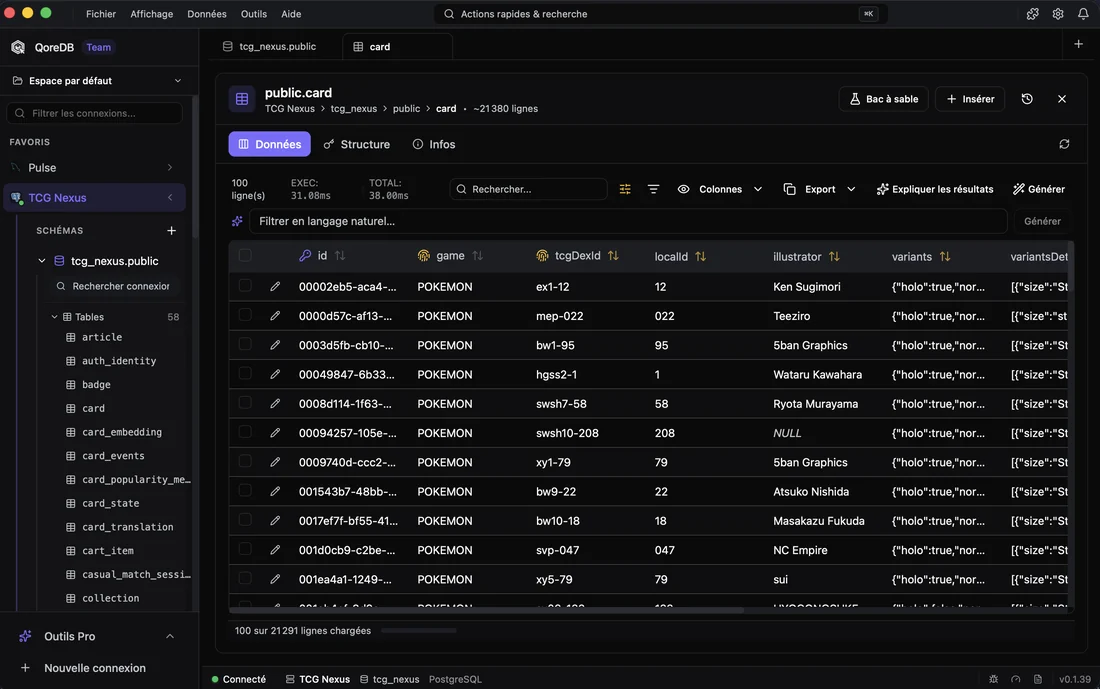 Fichier Affichage Données Outils Aide
Actions rapides & recherche ⌘K
QoreDB Team
tcg_nexus.public
card
Espace par défaut
Filtrer les connexions...
FAVORIS
Pulse
TCG Nexus
SCHÉMAS
tcg_nexus.public
Rechercher connexior
Tables 58
article
auth_identity
badge
card
card_embedding
card_events
card_popularity_me…
card_state
card_translation
cart_item
casual_match_sessi…
collection
Outils Pro
Nouvelle connexion
public.card
TCG Nexus > tcg_nexus > public > card • ~21 380 lignes
Bac à sable
Insérer
Données Structure Infos
100 ligne(s)
EXEC: 31.08ms
TOTAL: 38.00ms
Rechercher...
Colonnes
Export
Expliquer les résultats
Générer
Filtrer en langage naturel...
Générer
id game tcgDexId localId illustrator variants variantsDet
00002eb5-aca4-... POKEMON ex1-12 12 Ken Sugimori {"holo":true,"nor... [{"size":"St
0000d57c-af13-... POKEMON mep-022 022 Teeziro {"holo":true,"nor... [{"size":"st
0003d5fb-cb10-... POKEMON bw1-95 95 5ban Graphics {"holo":true,"nor... [{"size":"St
00049847-6b33... POKEMON hgss2-1 1 Wataru Kawahara {"holo":true,"nor... [{"size":"St
0008d114-1f63-... POKEMON swsh7-58 58 Ryota Murayama {"holo":true,"nor... [{"size":"St
00094257-105e-... POKEMON swsh10-208 208 NULL {"holo":true,"nor... [{"size":"St
0009740d-ccc2-... POKEMON xy1-79 79 5ban Graphics {"holo":true,"nor... [{"size":"St
001543b7-48bb-... POKEMON bw9-22 22 Atsuko Nishida {"holo":true,"nor... [{"size":"St
0017ef7f-bf55-41... POKEMON bw10-18 18 Masakazu Fukuda {"holo":true,"nor... [{"size":"St
001d0cb9-c2be-... POKEMON svp-047 047 NC Empire {"holo":true,"nor... [{"size":"St
001ea4a1-1249-... POKEMON xy5-79 79 sui {"holo":true,"nor... [{"size":"St
POKEMON
100 sur 21 291 lignes chargées
Connecté TCG Nexus tcg_nexus PostgreSQL
v0.1.39